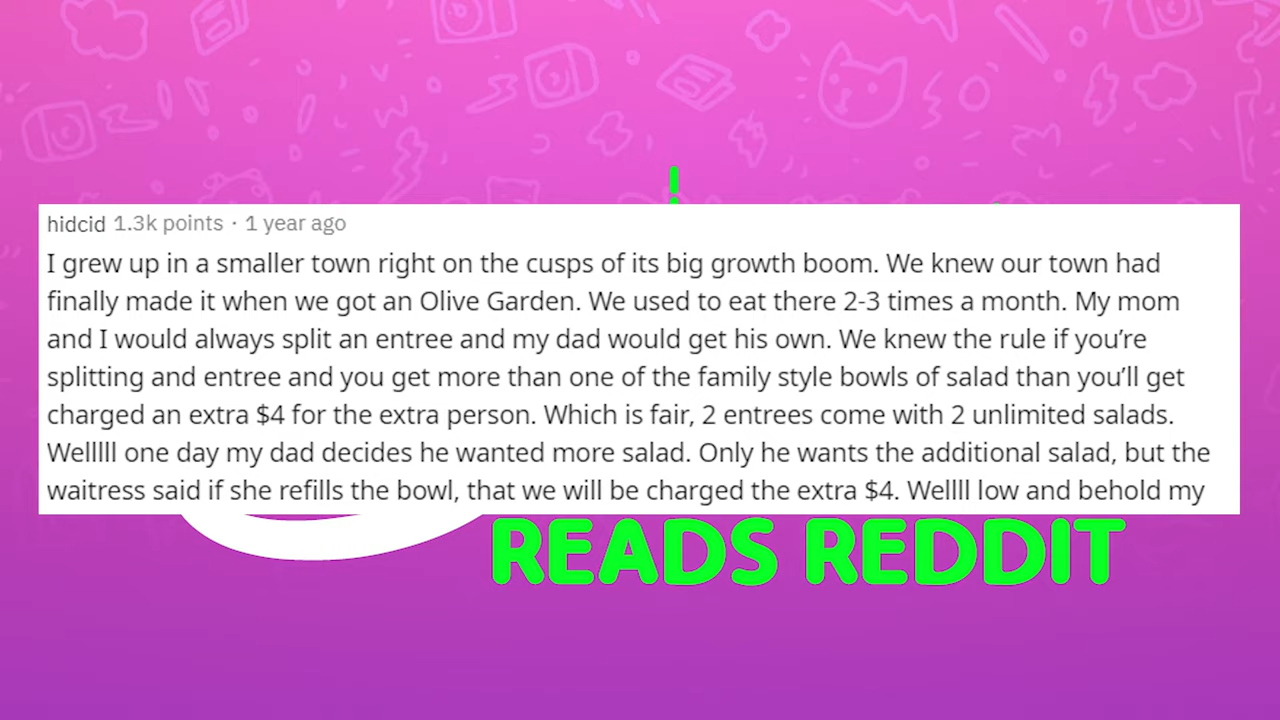 hidcid 1.3k points · 1 year ago
I grew up in a smaller town right on the cusps of its big growth boom. We knew our town had
finally made it when we got an Olive Garden. We used to eat there 2-3 times a month. My mom
and I would always split an entree and my dad would get his own. We knew the rule if you’re
splitting and entree and you get more than one of the family style bowls of salad than you’ll get
charged an extra $4 for the extra person. Which is fair, 2 entrees come with 2 unlimited salads.
Welllll one day my dad decides he wanted more salad. Only he wants the additional salad, but the
waitress said if she refills the bowl, that we will be charged the extra $4. Wellll low and behold my
READS REDDIT